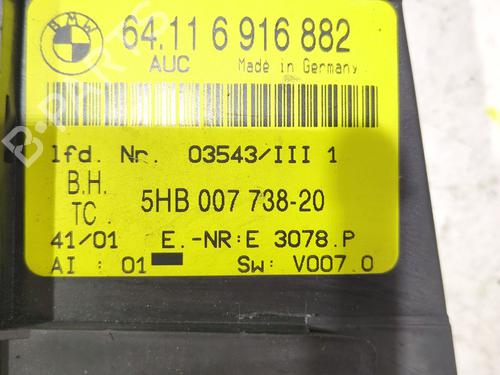 BMW
64.11 6 916 882
AUC Made in Germany
lfd. Nr. 03543/III 1
B.H.
TC. 5HB 007 738-20
41/01 E.-NR:E 3078.P
AI : 01 Sw: V007.0